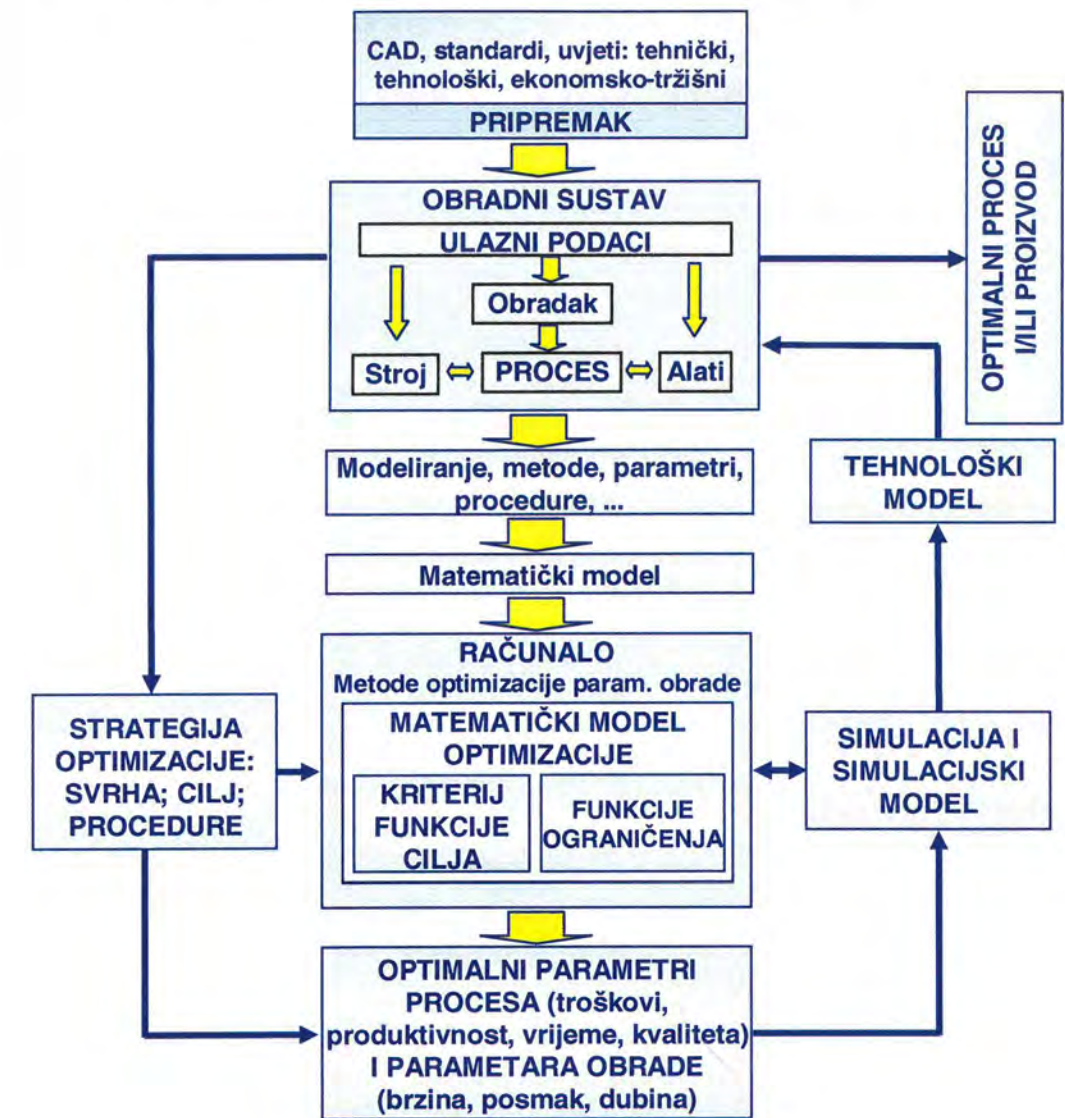 CAD, standardi, uvjeti: tehnički,
tehnološki, ekonomsko-tržišni
PRIPREMAK
OBRADNI SUSTAV
ULAZNI PODACI
Obradak
Stroj
PROCES
Alati
OPTIMALNI PROCES
I/ILI PROIZVOD
Modeliranje, metode, parametri,
procedure, ...
TEHNOLOŠKI
MODEL
Matematički model
RAČUNALO
Metode optimizacije param. obrade
MATEMATIČKI MODEL
OPTIMIZACIJE
KRITERIJ
FUNKCIJE
CILJA
FUNKCIJE
OGRANIČENJA
STRATEGIJA
OPTIMIZACIJE:
SVRHA; CILJ;
PROCEDURE
SIMULACIJA I
SIMULACIJSKI
MODEL
OPTIMALNI PARAMETRI
PROCESA (troškovi,
produktivnost, vrijeme, kvaliteta)
I PARAMETARA OBRADE
(brzina, posmak, dubina)